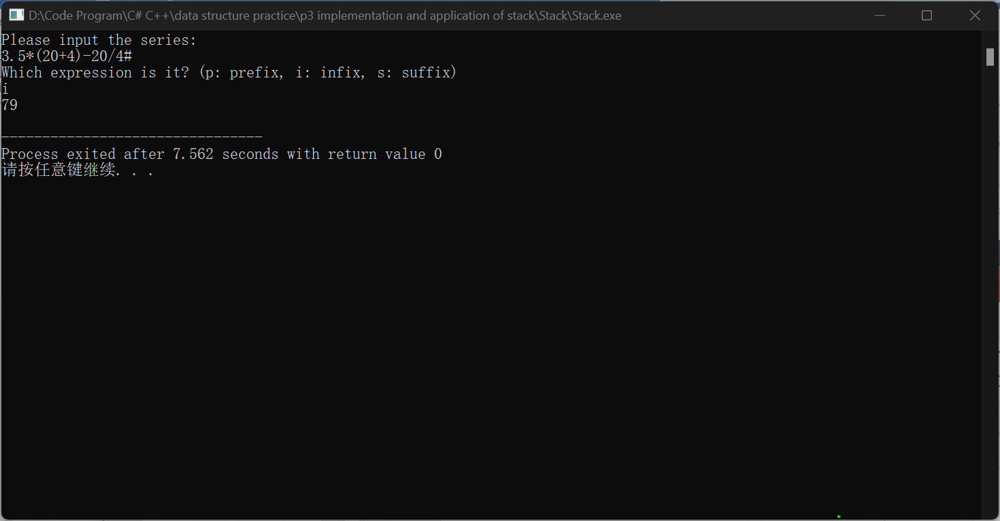 D:\Code Program\C# C++\data structure practice\p3 implementation and application of stack\Stack\Stack.exe
Please input the series:
3.5*(20+4)-20/4#
Which expression is it? (p: prefix, i: infix, s: suffix)
i
79
--------------------------------
Process exited after 7.562 seconds with return value 0
请按任意键继续. . .